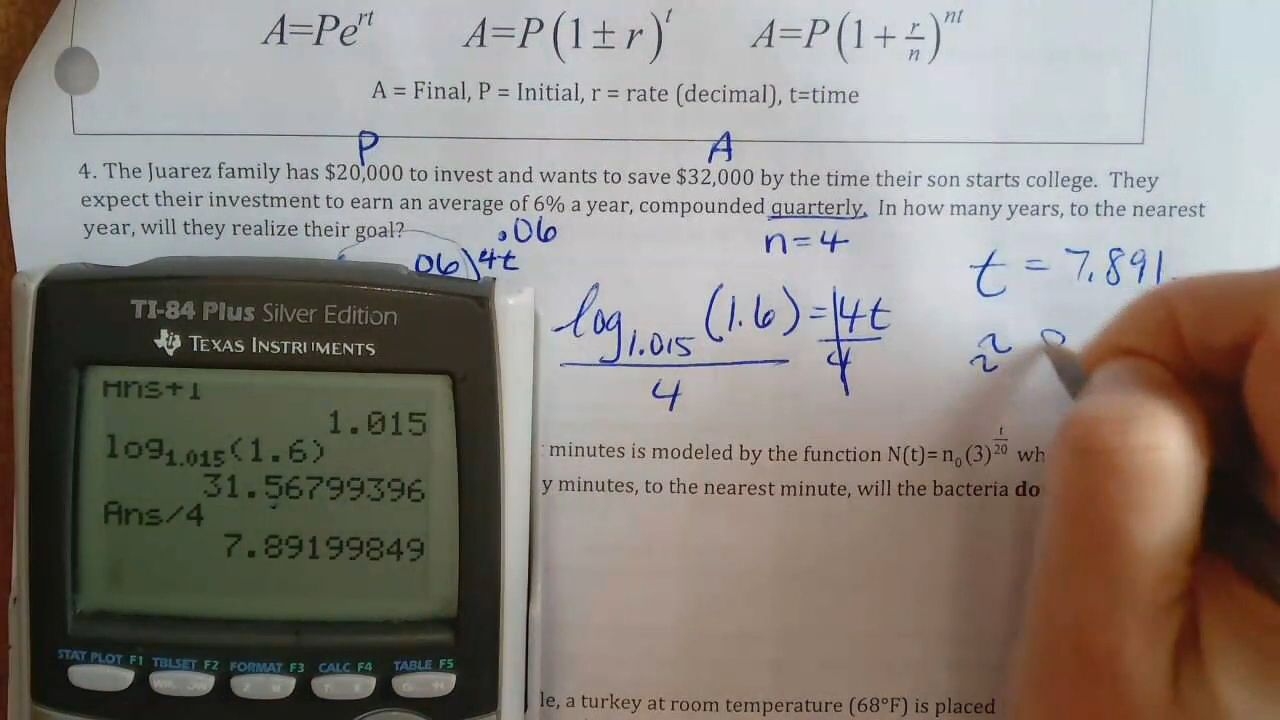 A=Pe^rt A=P(1±r)^t A=P(1+r/n)^nt
A = Final, P = Initial, r = rate (decimal), t=time
P A
4. The Juarez family has $20,000 to invest and wants to save $32,000 by the time their son starts college. They
expect their investment to earn an average of 6% a year, compounded quarterly. In how many years, to the nearest
year, will they realize their goal? .06
n=4
06)^4t
t = 7.891
log_1.015 (1.6) = 4t
4 4
≈
TI-84 Plus Silver Edition
TEXAS INSTRUMENTS
Ans+1
1.015
log_1.015(1.6)
31.56799396
Ans/4
7.89199849
STAT PLOT F1 TBLSET F2 FORMAT F3 CALC F4 TABLE F5
minutes is modeled by the function N(t)=n_0(3)^t/20 wh
y minutes, to the nearest minute, will the bacteria do
le, a turkey at room temperature (68°F) is placed